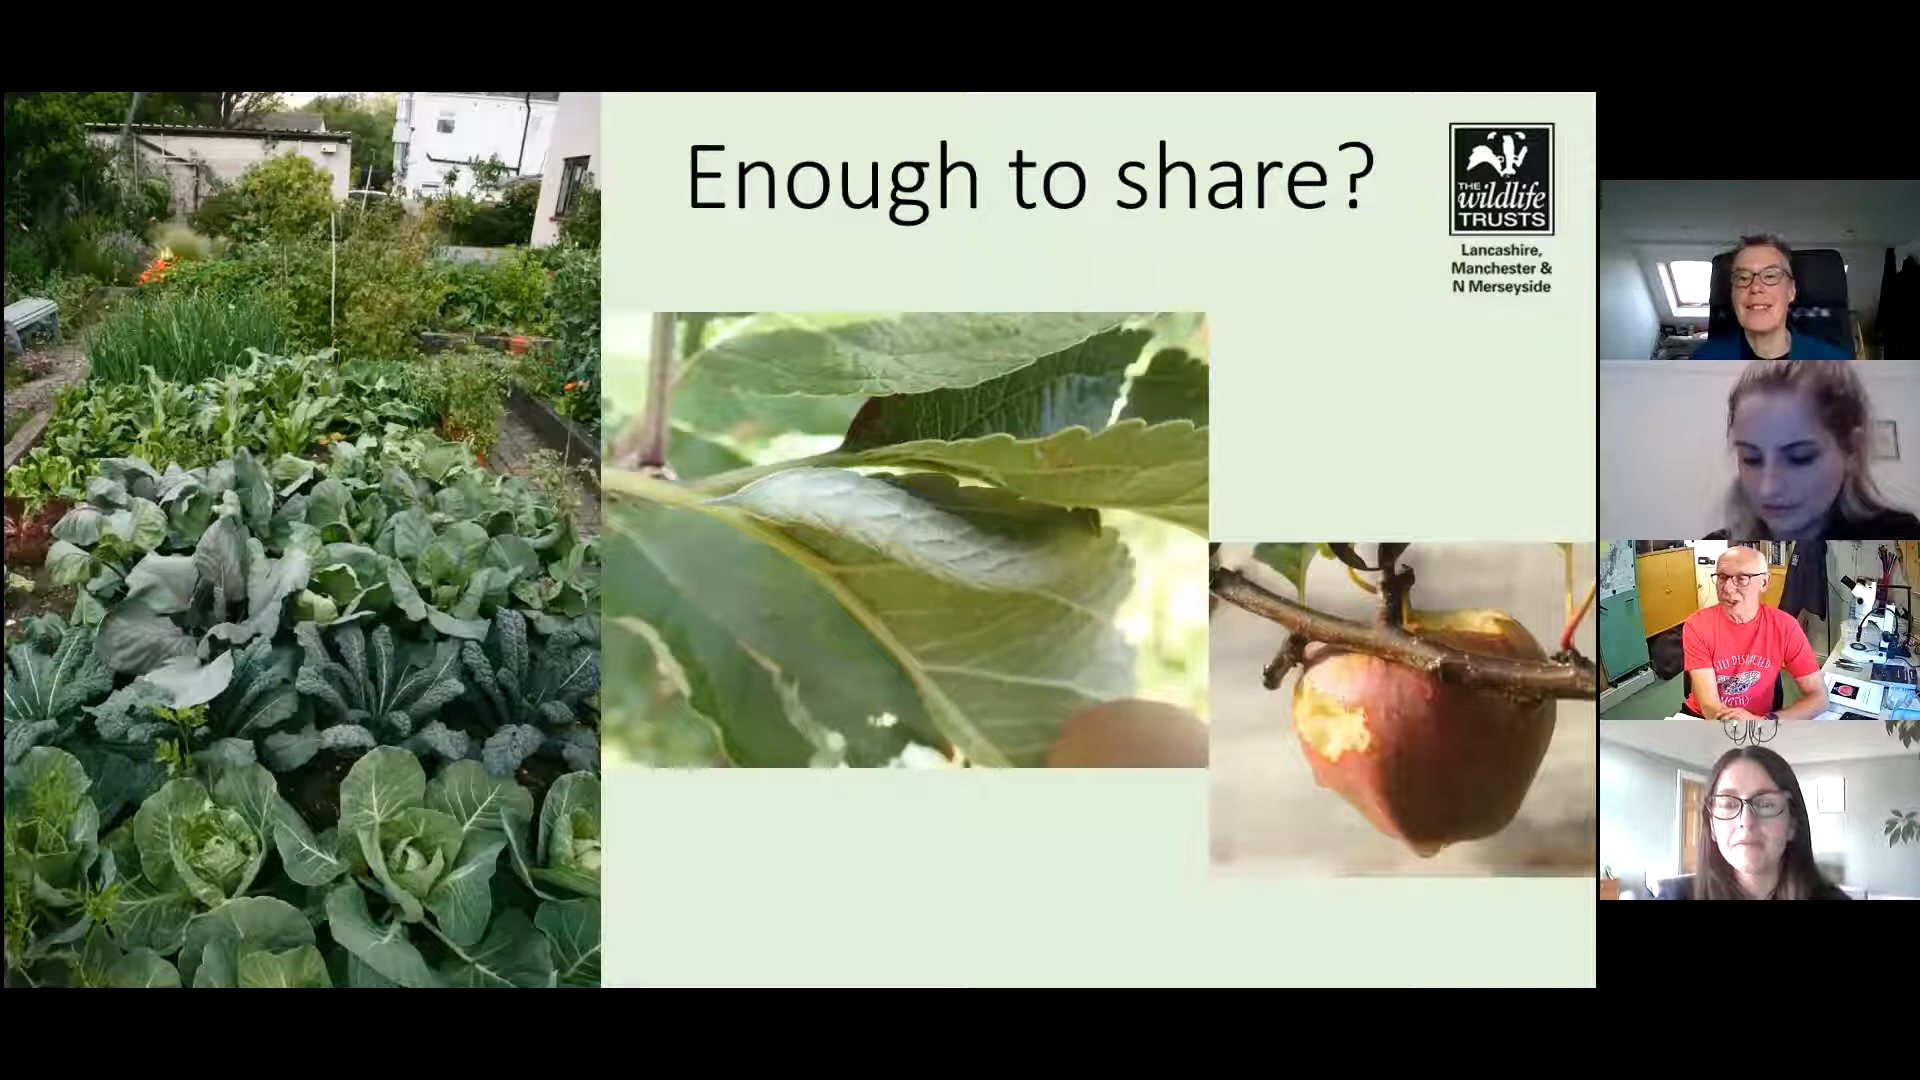 Enough to share?
THE
wildlife
TRUSTS
Lancashire,
Manchester &
N Merseyside